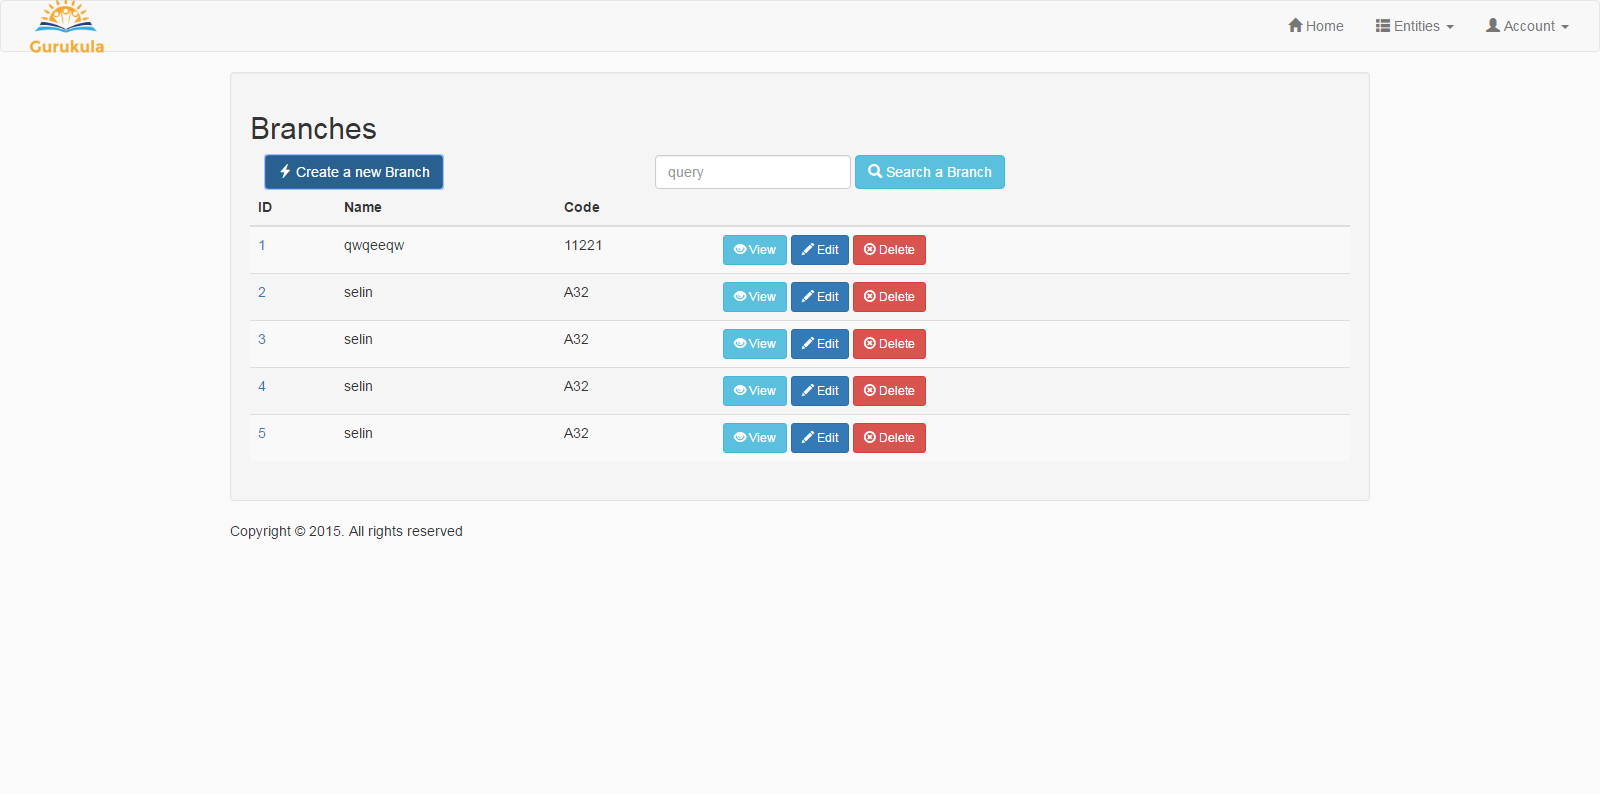 Gurukula
Home Entities Account
Branches
Create a new Branch query Search a Branch
ID Name Code
1 qwqeeqw 11221 View Edit Delete
2 selin A32 View Edit Delete
3 selin A32 View Edit Delete
4 selin A32 View Edit Delete
5 selin A32 View Edit Delete
Copyright © 2015. All rights reserved